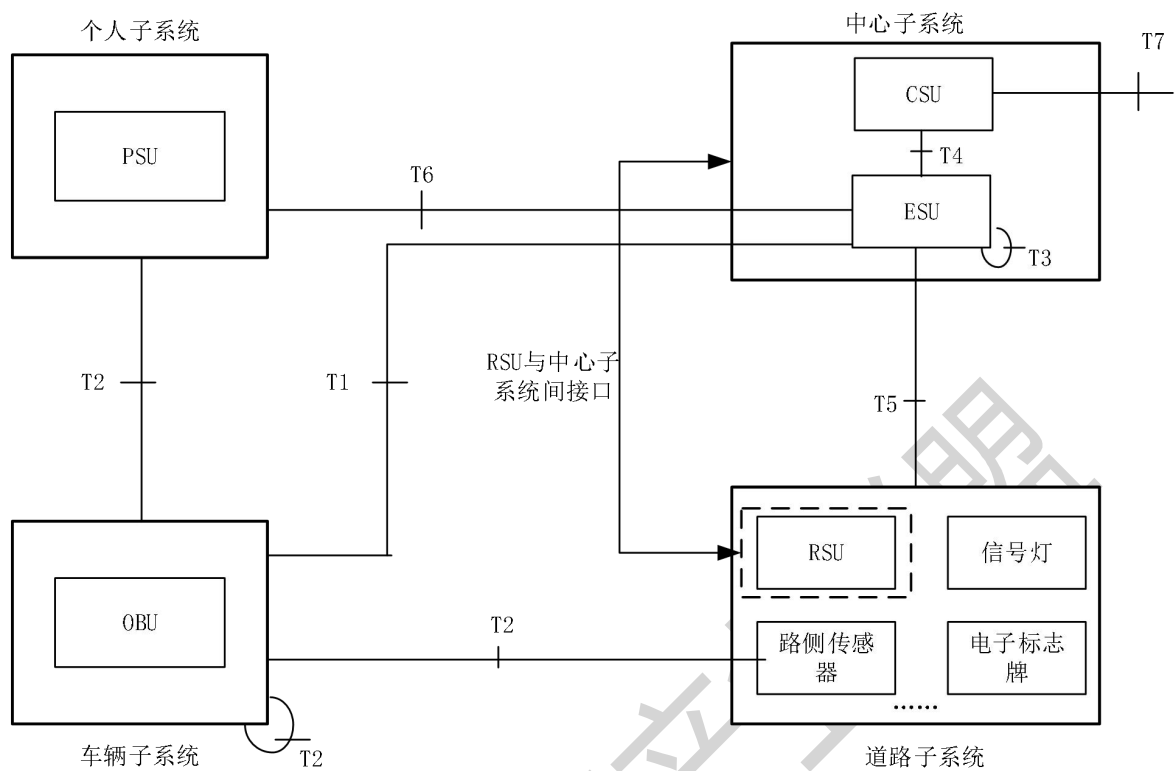 个人子系统
中心子系统
T7
CSU
PSU
T4
T6
ESU
T3
RSU与中心子
系统间接口
T2
T1
T5
RSU
信号灯
OBU
T2
路侧传感
器
电子标志
牌
……
车辆子系统
T2
道路子系统